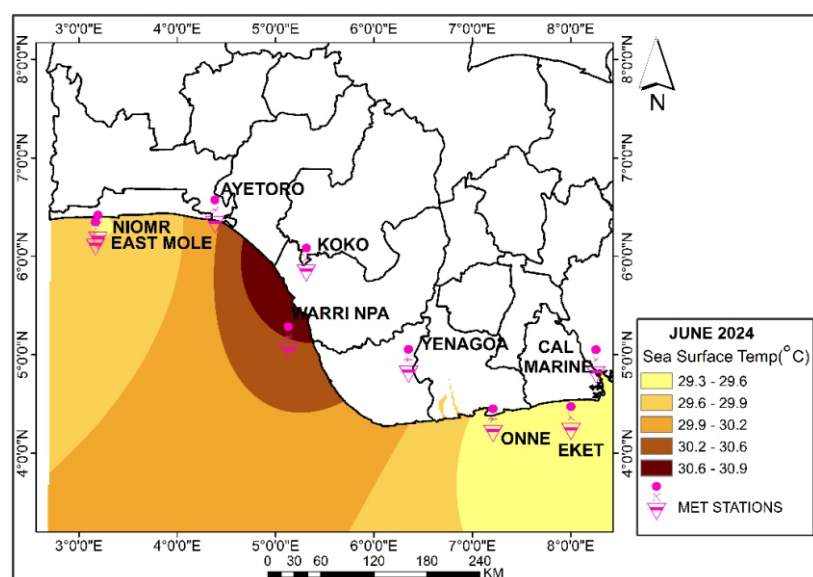 3°0'0"E 4°0'0"E 5°0'0"E 6°0'0"E 7°0'0"E 8°0'0"E
8°0'0"N 8°0'0"N
7°0'0"N 7°0'0"N
6°0'0"N 6°0'0"N
5°0'0"N 5°0'0"N
4°0'0"N 4°0'0"N
N
AYETORO
NIOMR
EAST MOLE
KOKO
WARRI NPA
YENAGOA
CAL
MARINE
ONNE
EKET
JUNE 2024
Sea Surface Temp(°C)
29.3 - 29.6
29.6 - 29.9
29.9 - 30.2
30.2 - 30.6
30.6 - 30.9
MET STATIONS
3°0'0"E 4°0'0"E 5°0'0"E 6°0'0"E 7°0'0"E 8°0'0"E
0 30 60 120 180 240
KM